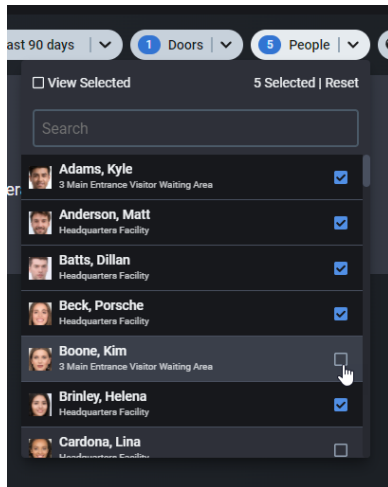 ast 90 days
1 Doors
5 People
View Selected
5 Selected | Reset
Search
Adams, Kyle
3 Main Entrance Visitor Waiting Area
Anderson, Matt
Headquarters Facility
Batts, Dillan
Headquarters Facility
Beck, Porsche
Headquarters Facility
Boone, Kim
3 Main Entrance Visitor Waiting Area
Brinley, Helena
Headquarters Facility
Cardona, Lina
Headquarters Facility